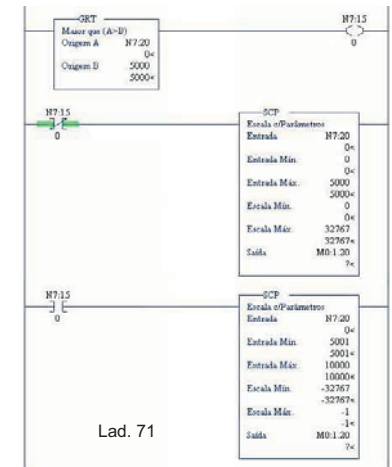 GRT
Maior que (A>B)
Origem A N7:20
0<
Origem B 5000
5000<
N7:15
0
N7:15
0
SCP
Escala c/Parâmetros
Entrada N7:20
0<
Entrada Mín. 0
0<
Entrada Máx. 5000
5000<
Escala Mín. 0
0<
Escala Máx. 32767
32767<
Saída M0:1.20
?<
N7:15
0
SCP
Escala c/Parâmetros
Entrada N7:20
0<
Entrada Mín. 5001
5001<
Entrada Máx. 10000
10000<
Escala Mín. -32767
-32767<
Escala Máx. -1
-1<
Saída M0:1.20
?<
Lad. 71